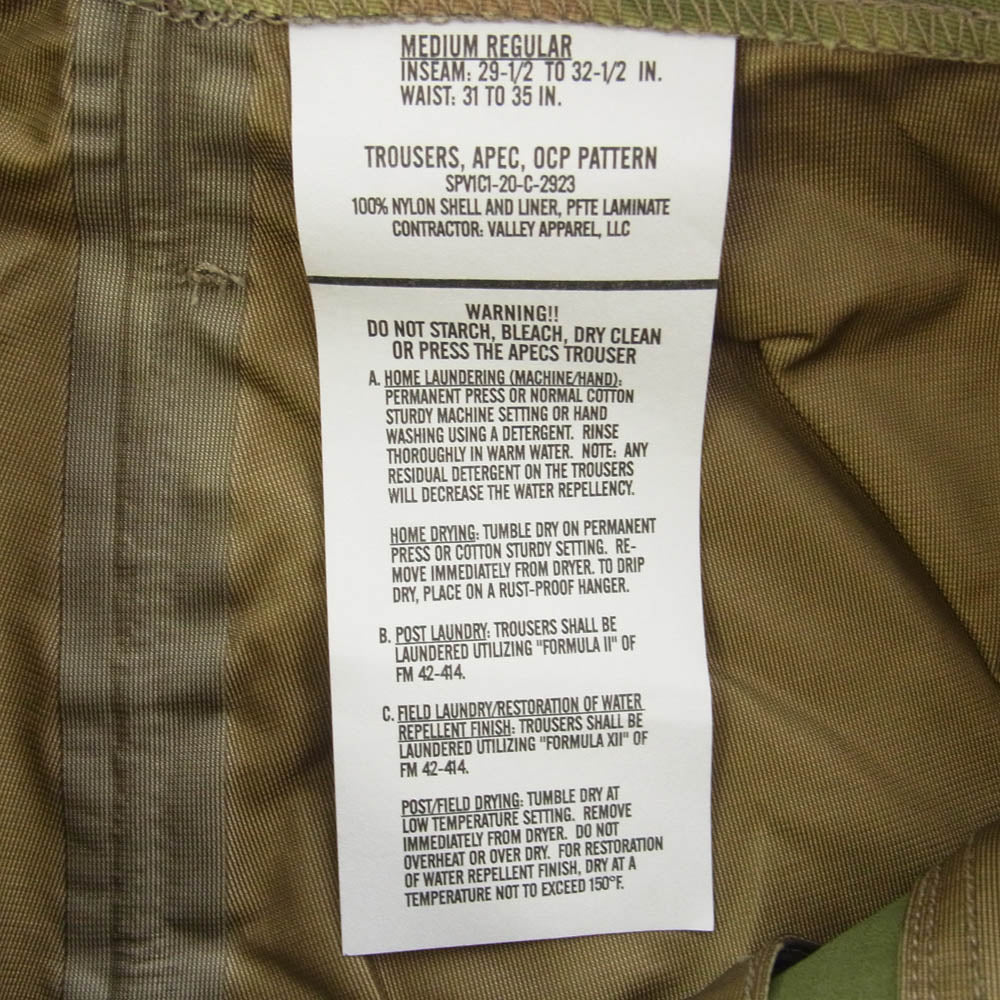 MEDIUM REGULAR
INSEAM: 29-1/2 TO 32-1/2 IN.
WAIST: 31 TO 35 IN.
TROUSERS, APEC, OCP PATTERN
SPV1C1-20-C-2923
100% NYLON SHELL AND LINER, PFTE LAMINATE
CONTRACTOR: VALLEY APPAREL, LLC
WARNING!!
DO NOT STARCH, BLEACH, DRY CLEAN
OR PRESS THE APECS TROUSER
A. HOME LAUNDERING (MACHINE/HAND):
PERMANENT PRESS OR NORMAL COTTON
STURDY MACHINE SETTING OR HAND
WASHING USING A DETERGENT. RINSE
THOROUGHLY IN WARM WATER. NOTE: ANY
RESIDUAL DETERGENT ON THE TROUSERS
WILL DECREASE THE WATER REPELLENCY.
HOME DRYING: TUMBLE DRY ON PERMANENT
PRESS OR COTTON STURDY SETTING. RE-
MOVE IMMEDIATELY FROM DRYER. TO DRIP
DRY, PLACE ON A RUST-PROOF HANGER.
B. POST LAUNDRY: TROUSERS SHALL BE
LAUNDERED UTILIZING "FORMULA II" OF
FM 42-414.
C. FIELD LAUNDRY/RESTORATION OF WATER
REPELLENT FINISH: TROUSERS SHALL BE
LAUNDERED UTILIZING "FORMULA XII" OF
FM 42-414.
POST/FIELD DRYING: TUMBLE DRY AT
LOW TEMPERATURE SETTING. REMOVE
IMMEDIATELY FROM DRYER. DO NOT
OVERHEAT OR OVER DRY. FOR RESTORATION
OF WATER REPELLENT FINISH, DRY AT A
TEMPERATURE NOT TO EXCEED 150°F.